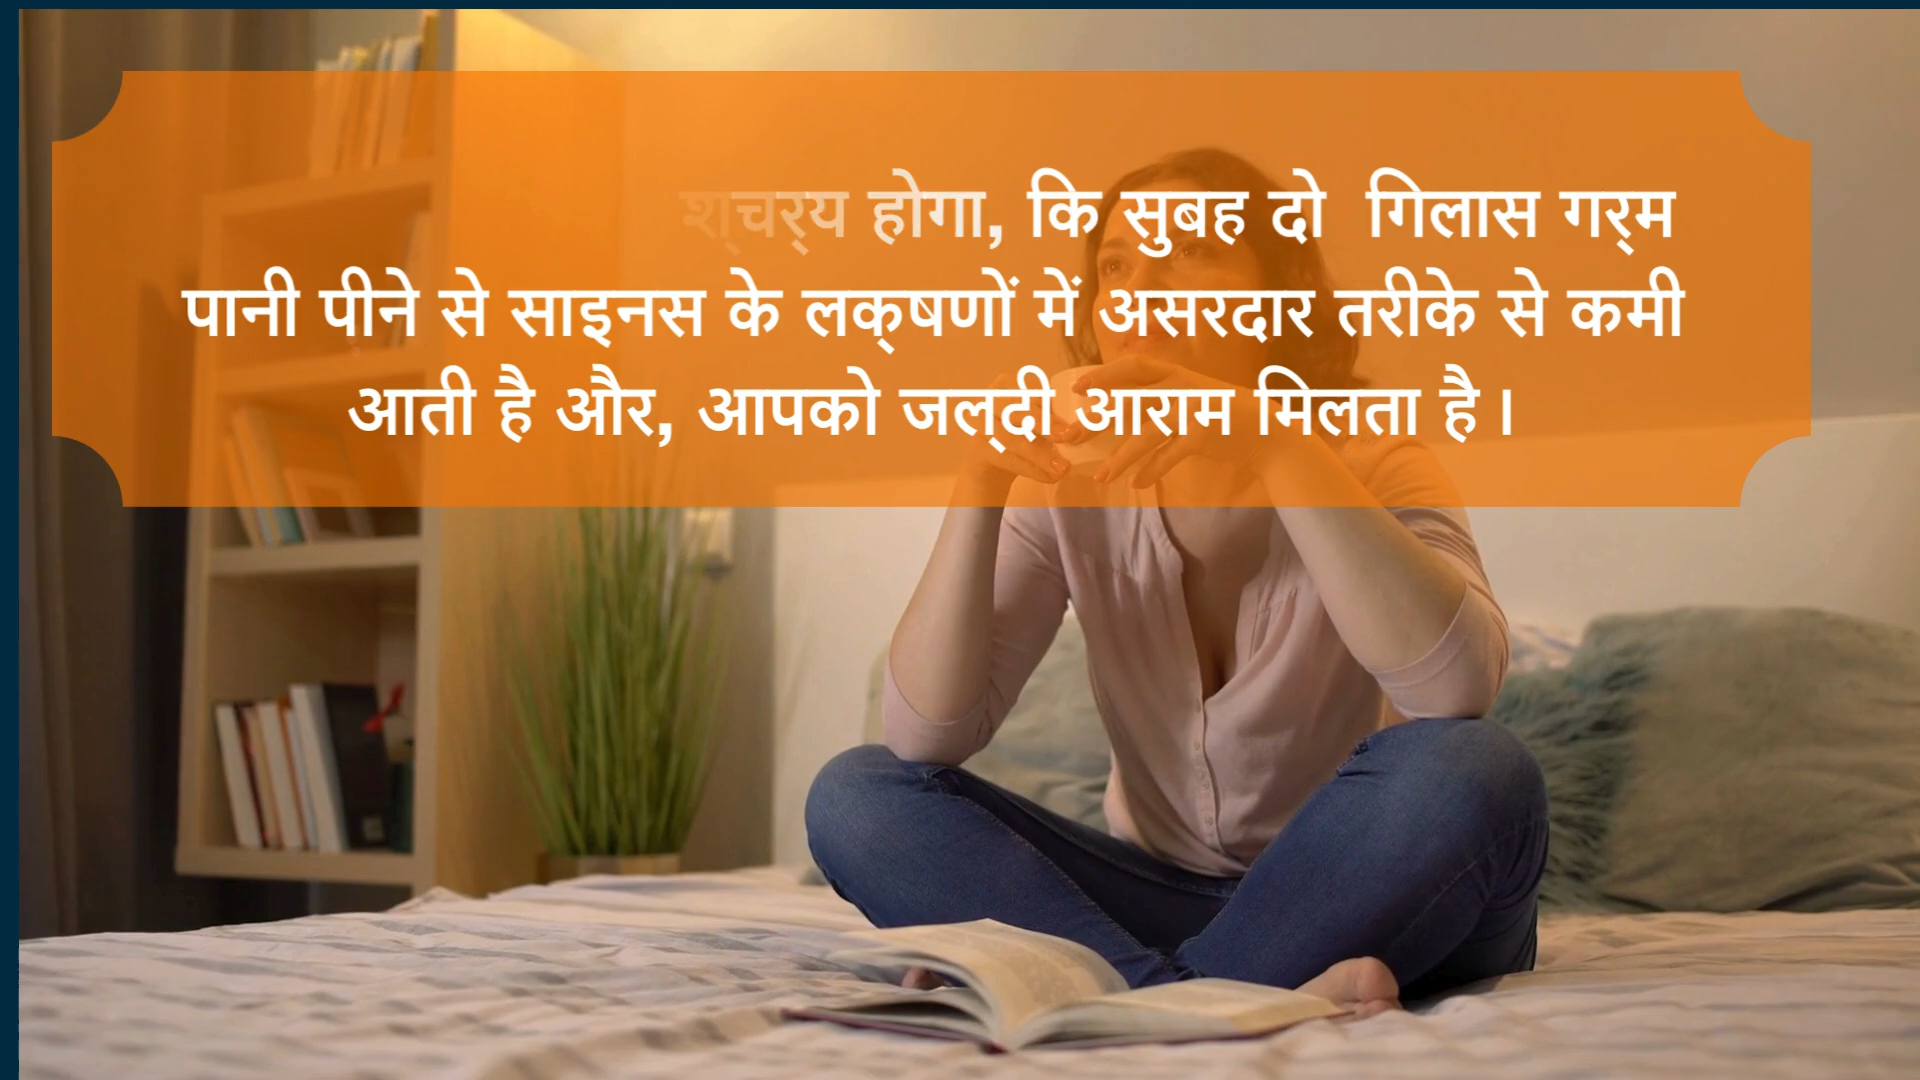 होगा, कि सुबह दो गिलास गर्‌म
पानी पीने से साइनस के लक्‌षणों में असरदार तरीके से कमी
आती है और, आपको जल्‌दी आराम मिलता है।